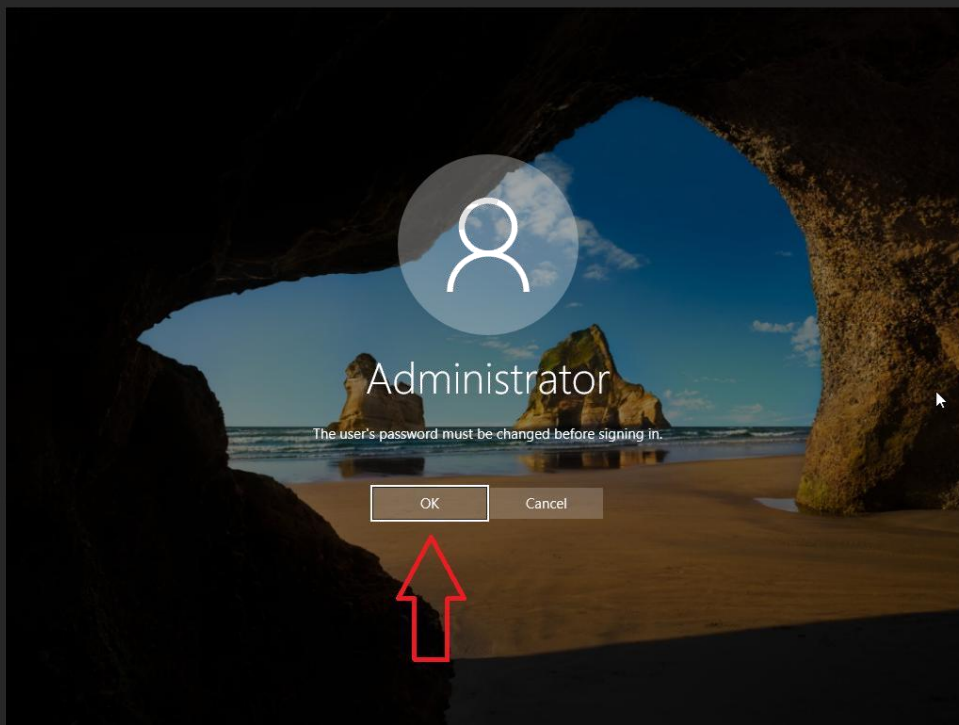 Administrator
The user's password must be changed before signing in.
OK
Cancel